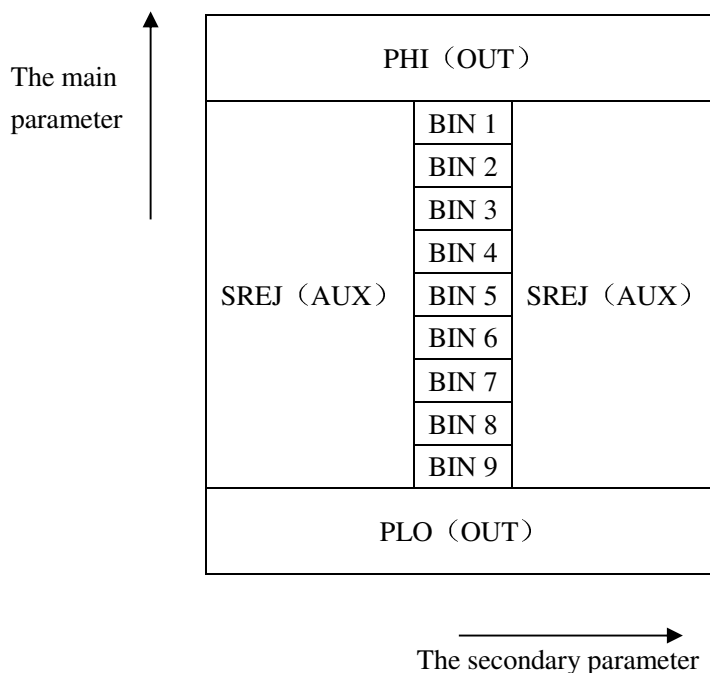 PHI（OUT）
The main
parameter
BIN 1
BIN 2
BIN 3
BIN 4
SREJ（AUX） BIN 5 SREJ（AUX）
BIN 6
BIN 7
BIN 8
BIN 9
PLO（OUT）
The secondary parameter